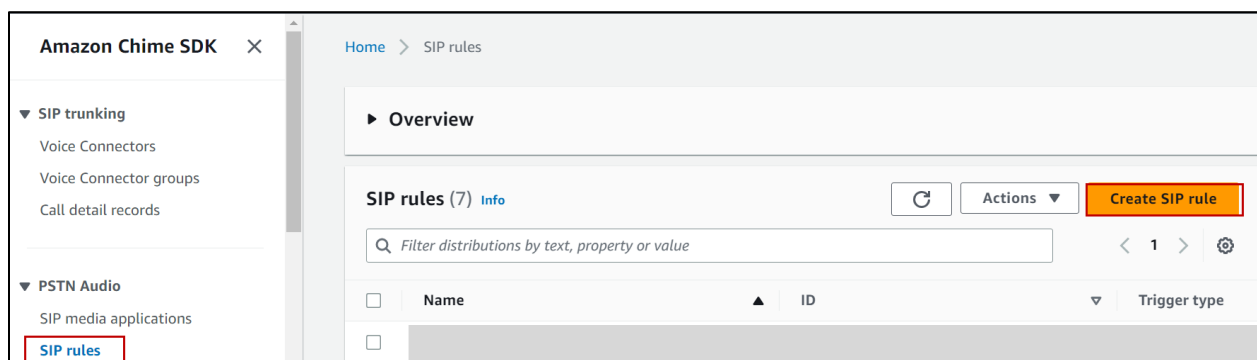 Amazon Chime SDK
SIP trunking
Voice Connectors
Voice Connector groups
Call detail records
PSTN Audio
SIP media applications
SIP rules
Home > SIP rules
Overview
SIP rules (7) Info
Actions
Create SIP rule
Filter distributions by text, property or value
1
Name ID Trigger type